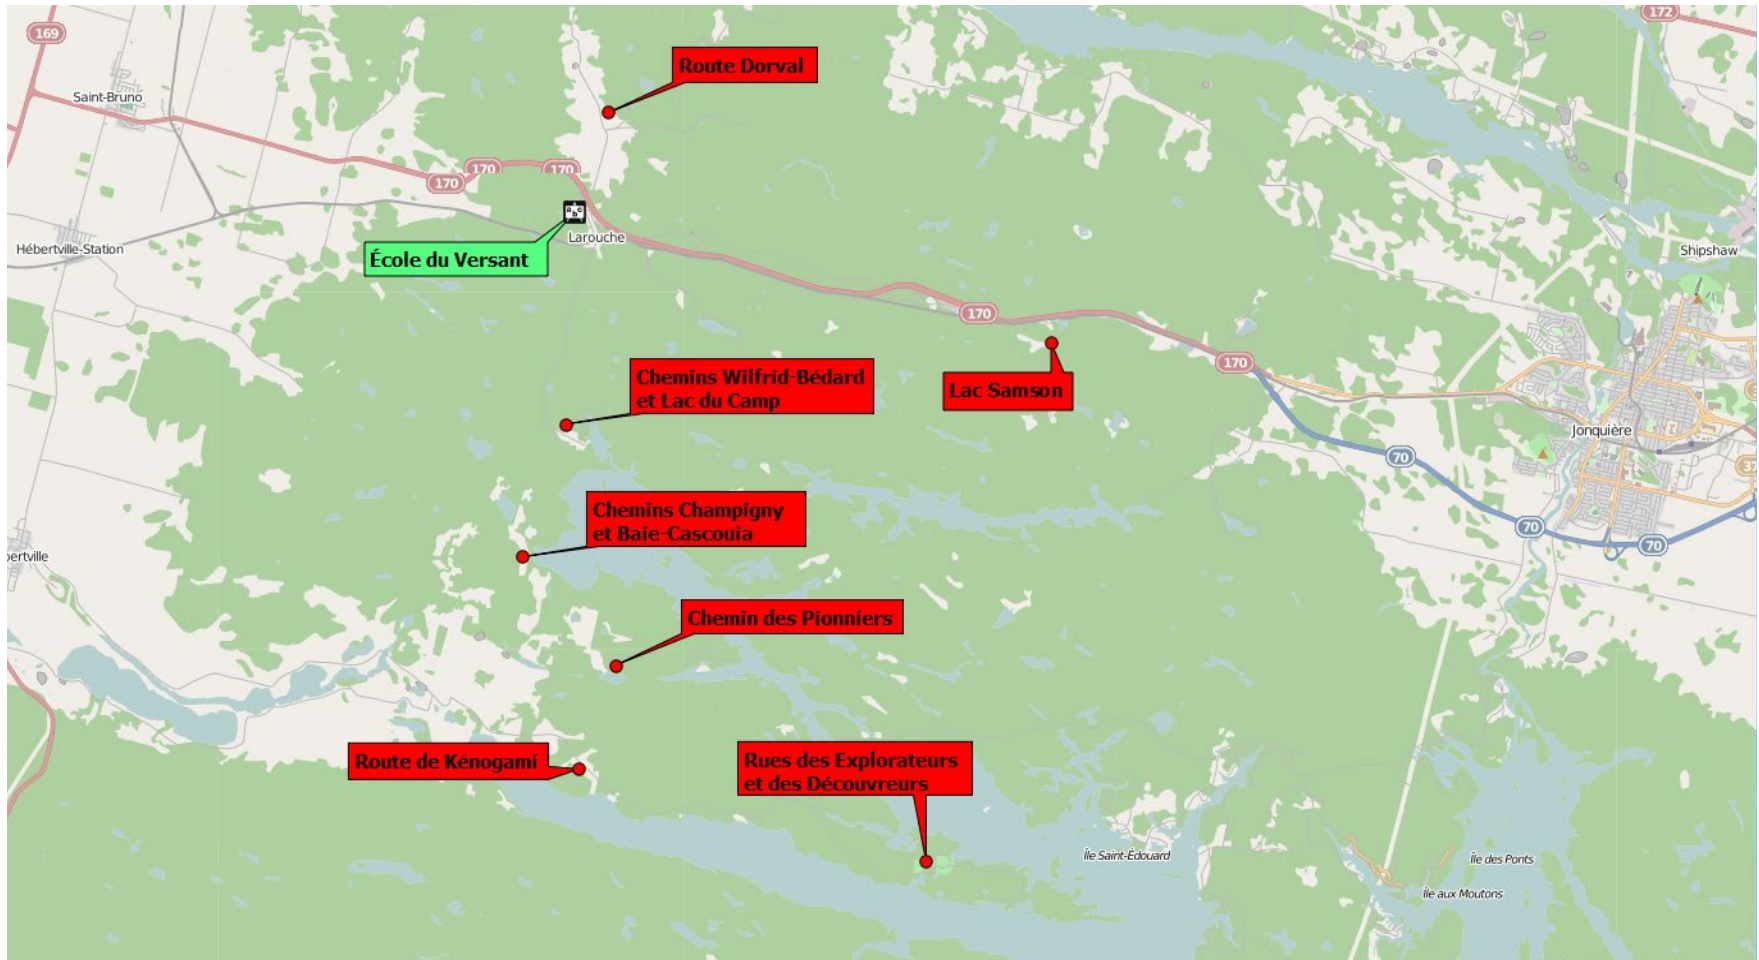 172
169
Route Dorval
Saint-Bruno
170
170
170
Larouche
Hébertville-Station
École du Versant
Shipshaw
170
170
Chemins Wilfrid-Bédard
et Lac du Camp
Lac Samson
Jonquière
70
37
Chemins Champigny
et Baie-Cascouia
70
70
bertville
Chemin des Pionniers
Route de Kénogami
Rues des Explorateurs
et des Découvreurs
Île Saint-Édouard
Île des Ponts
Île aux Moutons